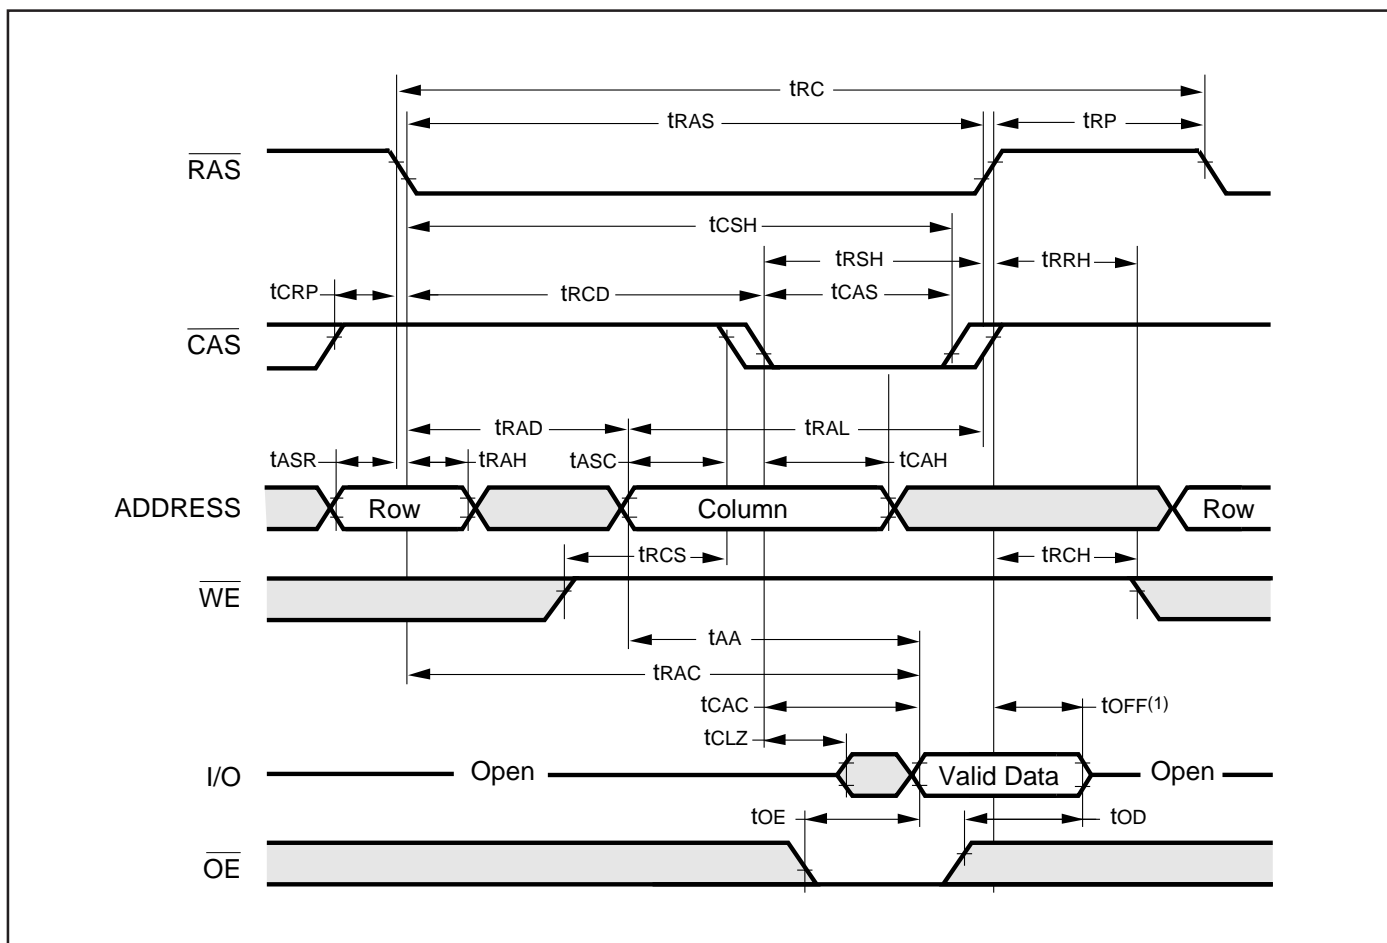 tRC
tRAS
tRP
RAS
tCSH
tRSH
tRRH
tCRP
tRCD
tCAS
CAS
tRAD
tRAL
tASR
tRAH
tASC
tCAH
ADDRESS
Row
Column
Row
tRCS
tRCH
WE
tAA
tRAC
tCAC
tOFF(1)
tCLZ
I/O
Open
Valid Data
Open
tOE
tOD
OE